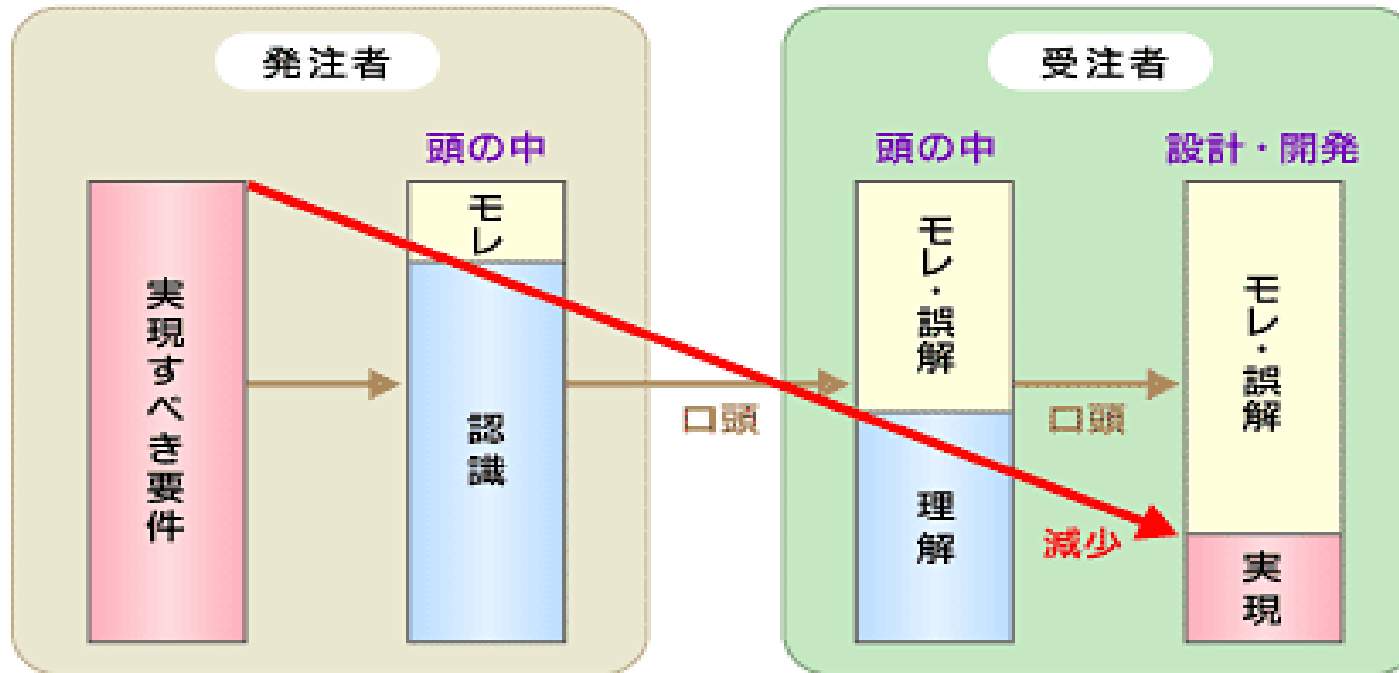 発注者
頭の中
実現すべき要件
モレ
認識
口頭
受注者
頭の中
設計・開発
モレ・誤解
理解
口頭
減少
モレ・誤解
実現